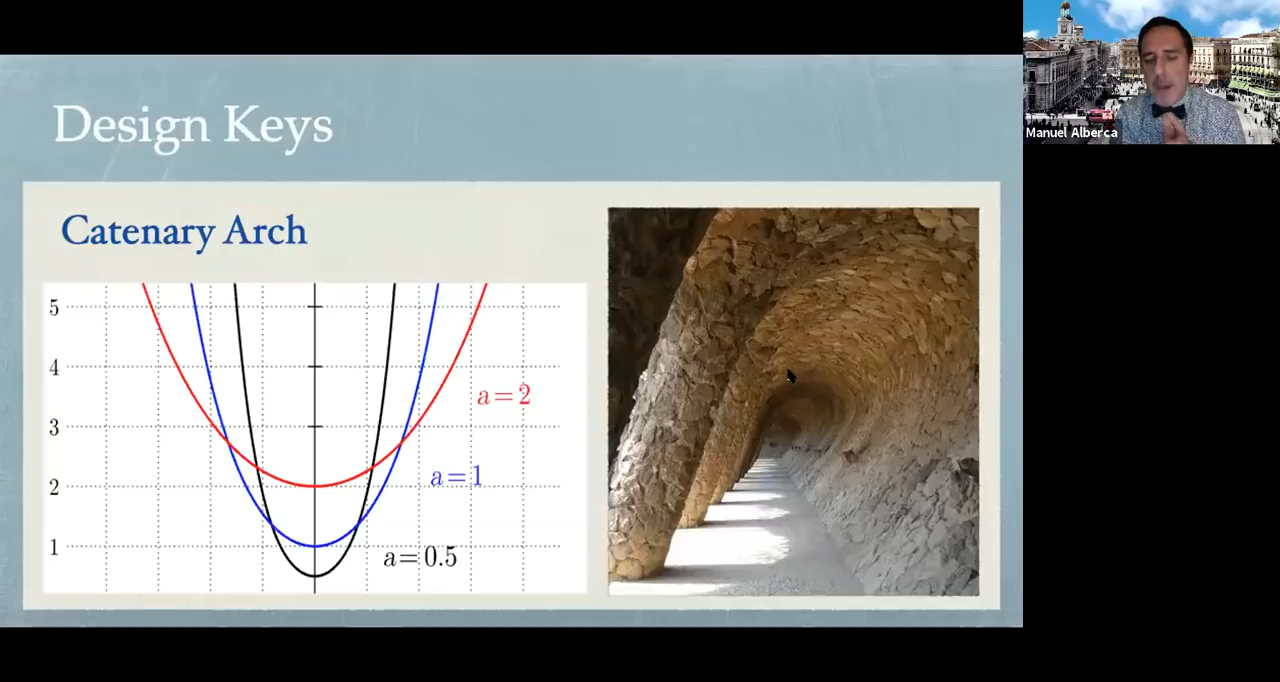 Design Keys
Manuel Alberca
Catenary Arch
5
4
a=2
3
a=1
2
a=0.5
1